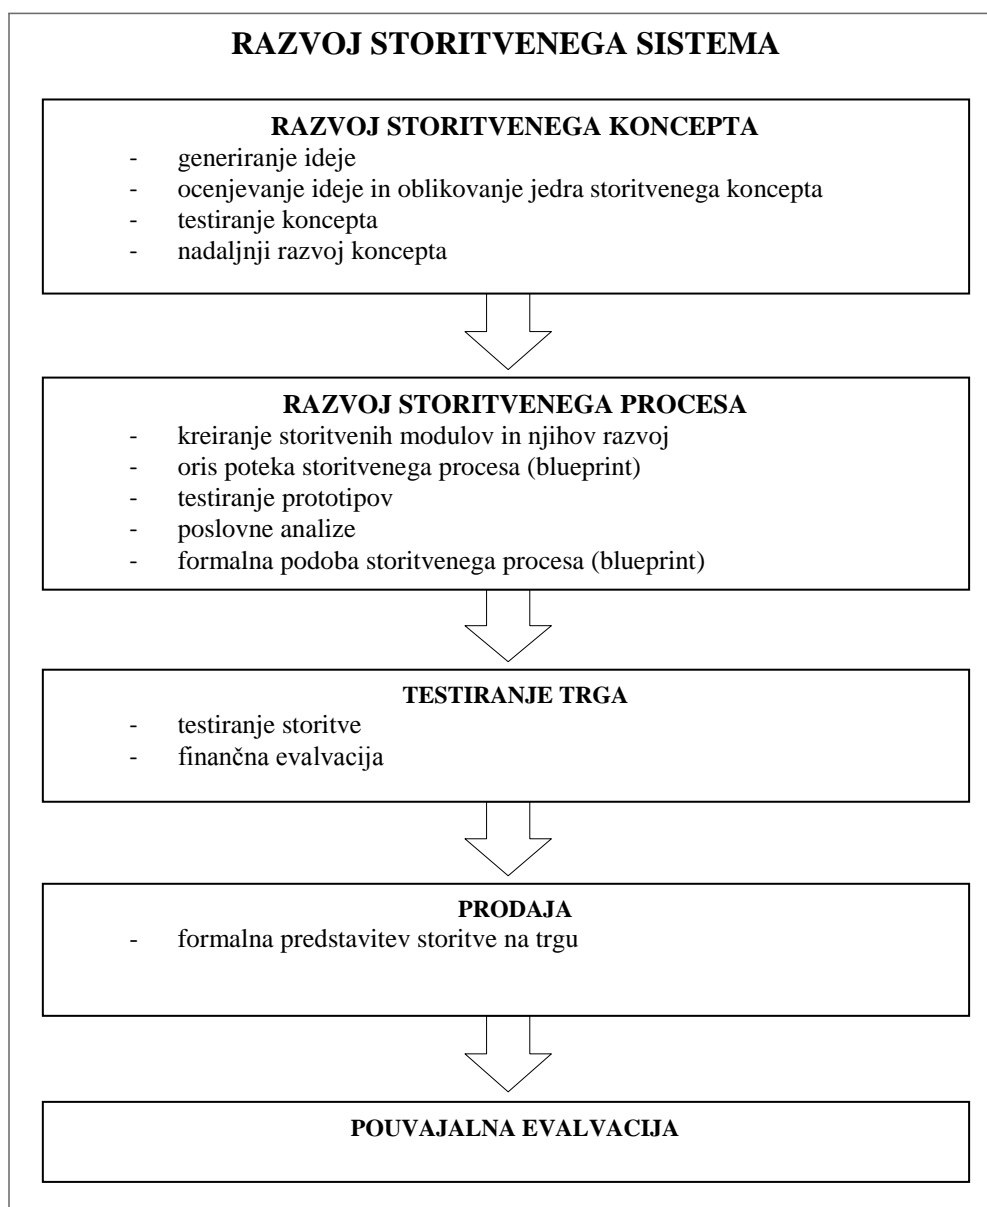 RAZVOJ STORITVENEGA SISTEMA
RAZVOJ STORITVENEGA KONCEPTA
- generiranje ideje
- ocenjevanje ideje in oblikovanje jedra storitvenega koncepta
- testiranje koncepta
- nadaljnji razvoj koncepta
RAZVOJ STORITVENEGA PROCESA
- kreiranje storitvenih modulov in njihov razvoj
- oris poteka storitvenega procesa (blueprint)
- testiranje prototipov
- poslovne analize
- formalna podoba storitvenega procesa (blueprint)
TESTIRANJE TRGA
- testiranje storitve
- finančna evalvacija
PRODAJA
- formalna predstavitev storitve na trgu
POUVAJALNA EVALVACIJA